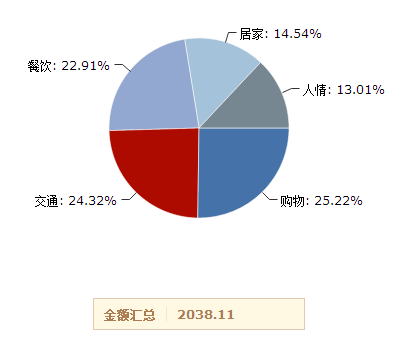 居家: 14.54%
餐饮: 22.91%
人情: 13.01%
交通: 24.32%
购物: 25.22%
金额汇总 2038.11